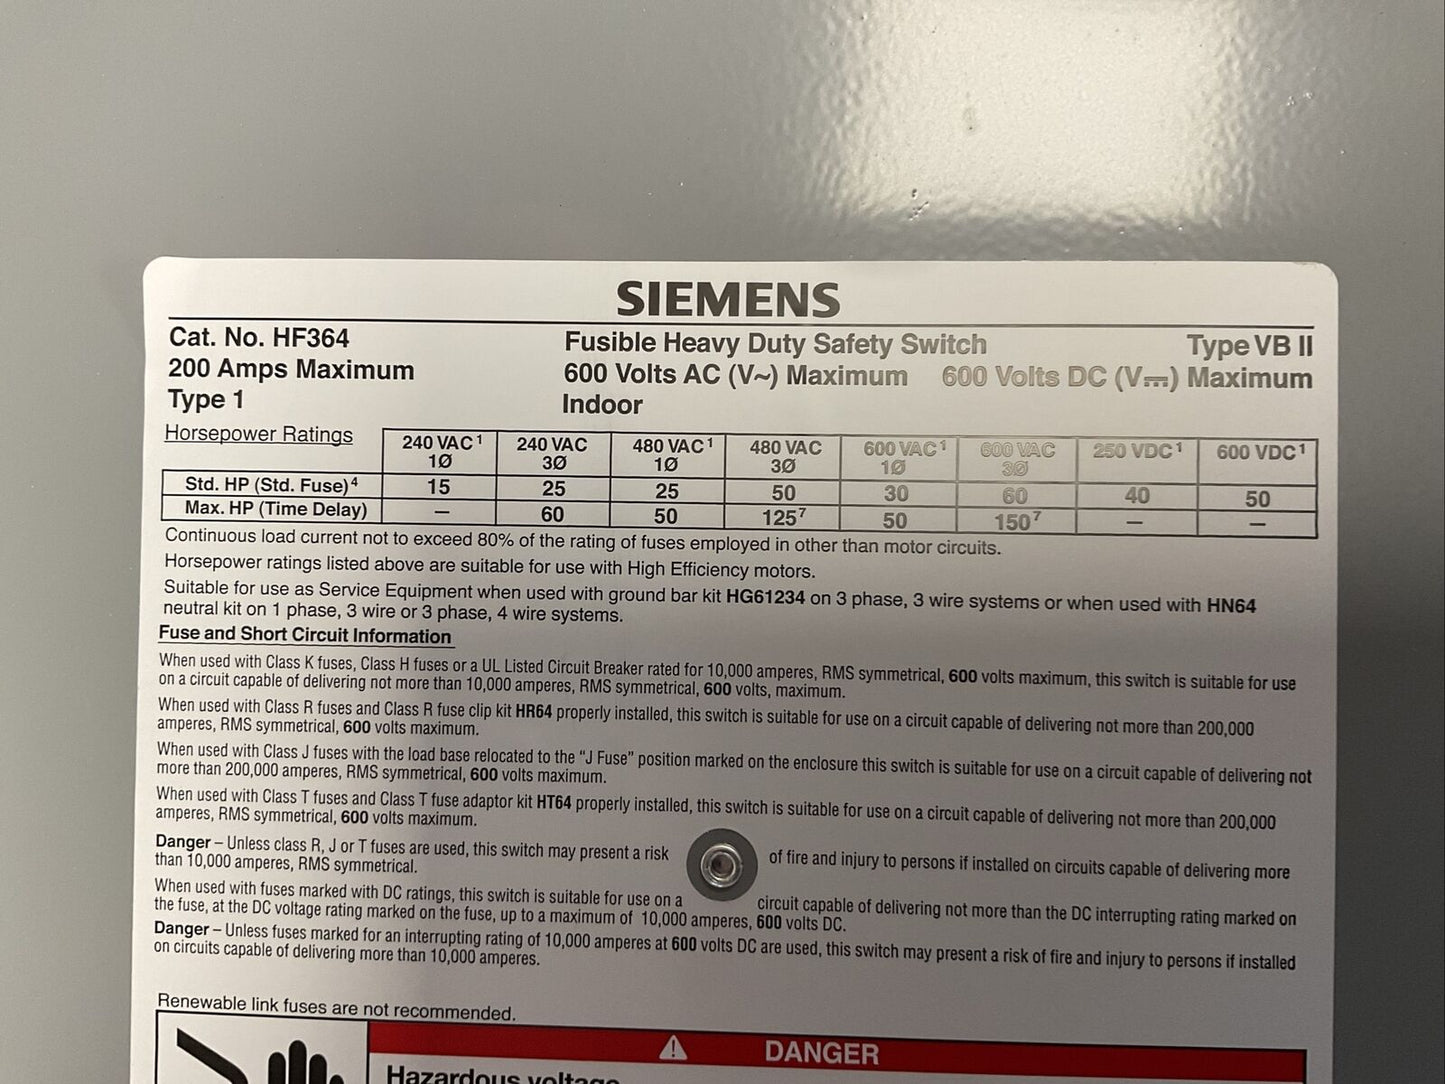 SIEMENS
Cat. No. HF364 Fusible Heavy Duty Safety Switch Type VB II
200 Amps Maximum 600 Volts AC (V~) Maximum 600 Volts DC (V⎓) Maximum
Type 1 Indoor
Horsepower Ratings 240 VAC¹ 240 VAC 480 VAC¹ 480 VAC 600 VAC¹ 600 VAC 250 VDC¹ 600 VDC¹
1Ø 3Ø 1Ø 3Ø 1Ø 3Ø
Std. HP (Std. Fuse)⁴ 15 25 25 50 30 60 40 50
Max. HP (Time Delay) — 60 50 125⁷ 50 150⁷ — —
Continuous load current not to exceed 80% of the rating of fuses employed in other than motor circuits.
Horsepower ratings listed above are suitable for use with High Efficiency motors.
Suitable for use as Service Equipment when used with ground bar kit HG61234 on 3 phase, 3 wire systems or when used with HN64
neutral kit on 1 phase, 3 wire or 3 phase, 4 wire systems.
Fuse and Short Circuit Information
When used with Class K fuses, Class H fuses or a UL Listed Circuit Breaker rated for 10,000 amperes, RMS symmetrical, 600 volts maximum, this switch is suitable for use
on a circuit capable of delivering not more than 10,000 amperes, RMS symmetrical, 600 volts, maximum.
When used with Class R fuses and Class R fuse clip kit HR64 properly installed, this switch is suitable for use on a circuit capable of delivering not more than 200,000
amperes, RMS symmetrical, 600 volts maximum.
When used with Class J fuses with the load base relocated to the “J Fuse” position marked on the enclosure this switch is suitable for use on a circuit capable of delivering not
more than 200,000 amperes, RMS symmetrical, 600 volts maximum.
When used with Class T fuses and Class T fuse adaptor kit HT64 properly installed, this switch is suitable for use on a circuit capable of delivering not more than 200,000
amperes, RMS symmetrical, 600 volts maximum.
Danger – Unless class R, J or T fuses are used, this switch may present a risk of fire and injury to persons if installed on circuits capable of delivering more
than 10,000 amperes, RMS symmetrical.
When used with fuses marked with DC ratings, this switch is suitable for use on a circuit capable of delivering not more than the DC interrupting rating marked on
the fuse, at the DC voltage rating marked on the fuse, up to a maximum of 10,000 amperes, 600 volts DC.
Danger – Unless fuses marked for an interrupting rating of 10,000 amperes at 600 volts DC are used, this switch may present a risk of fire and injury to persons if installed
on circuits capable of delivering more than 10,000 amperes.
Renewable link fuses are not recommended.
DANGER
Hazardous voltage